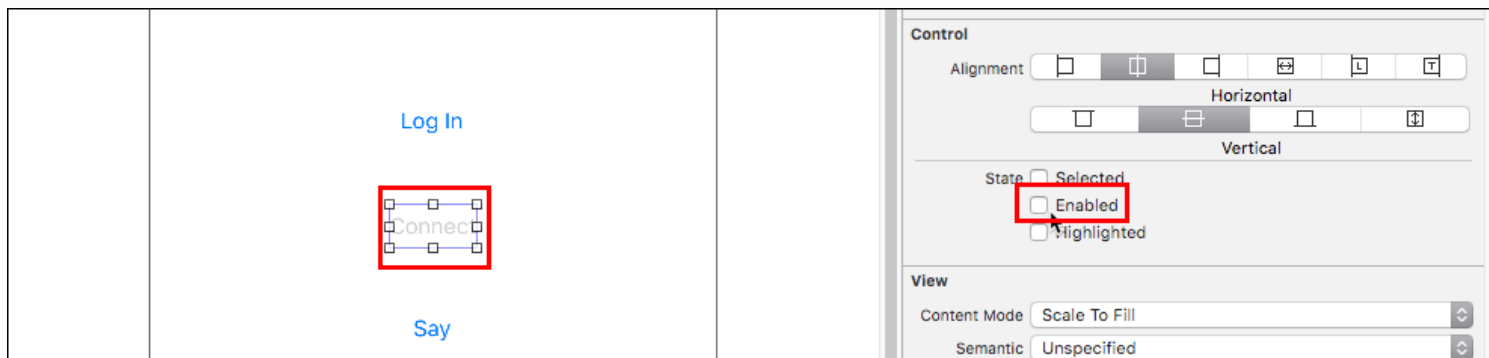 Log In
Connect
Say
Control
Alignment
Horizontal
Vertical
State Selected
Enabled
Highlighted
View
Content Mode Scale To Fill
Semantic Unspecified